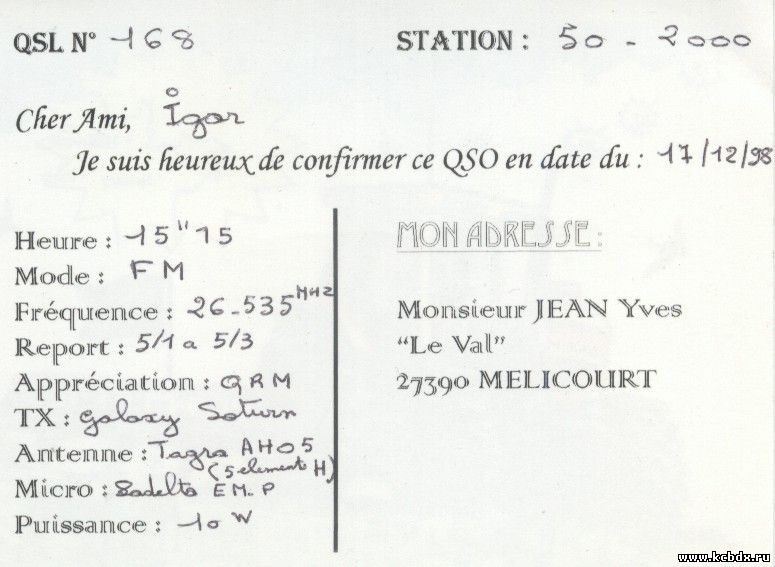 QSL N° 168 STATION : 50 - 2000
Cher Ami, Igor
Je suis heureux de confirmer ce QSO en date du : 17/12/98
Heure : 15" 15
Mode : FM
Fréquence : 26-535 MHz
Report : 5/1 a 5/3
Appréciation : QRM
TX : Galaxy Saturn
Antenne : Tagra AH05
(5 elements H)
Micro : Sadelta EM.P
Puissance : 10 W
MON ADRESSE :
Monsieur JEAN Yves
“Le Val”
27390 MELICOURT
www.kcbdx.ru